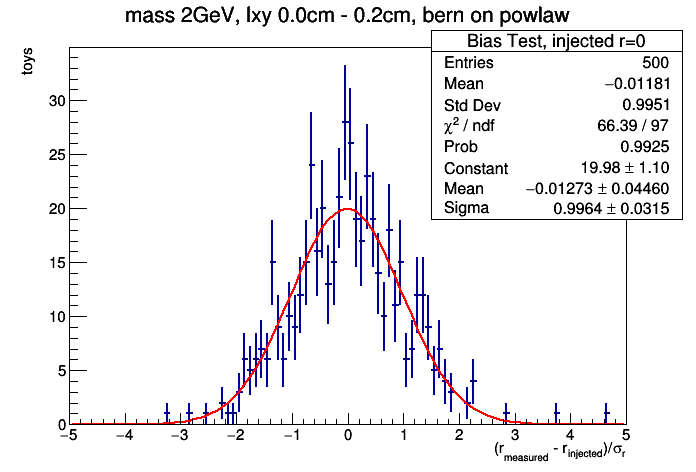 mass 2GeV, lxy 0.0cm - 0.2cm, bern on powlaw
Bias Test, injected r=0
Entries 500
Mean −0.01181
Std Dev 0.9951
χ² / ndf 66.39 / 97
Prob 0.9925
Constant 19.98 ± 1.10
Mean −0.01273 ± 0.04460
Sigma 0.9964 ± 0.0315
toys
30
25
20
15
10
5
0
−5 −4 −3 −2 −1 0 1 2 3 4 5
(r_measured - r_injected)/σ_r